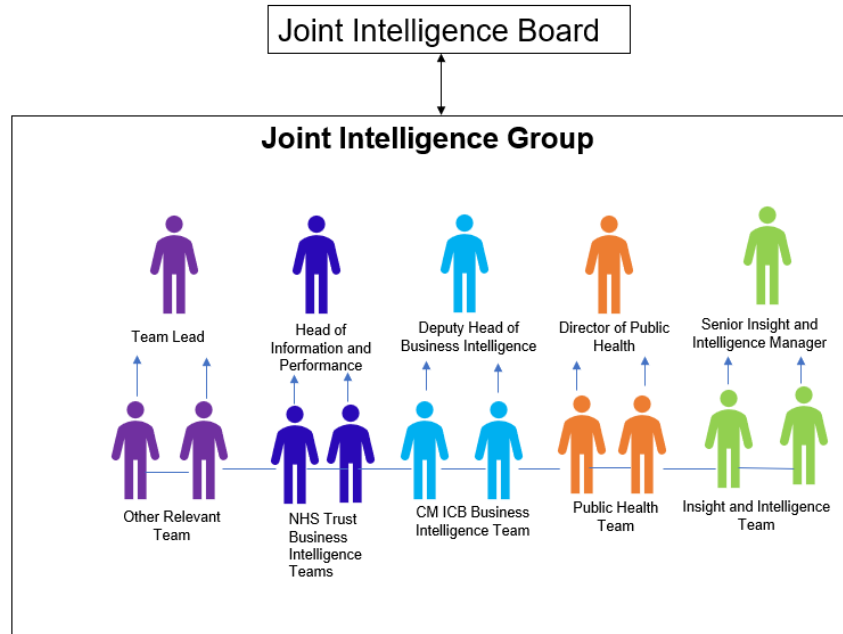 Joint Intelligence Board
Joint Intelligence Group
Team Lead
Head of
Information and
Performance
Deputy Head of
Business Intelligence
Director of Public
Health
Senior Insight and
Intelligence Manager
Other Relevant
Team
NHS Trust
Business
Intelligence
Teams
CM ICB Business
Intelligence Team
Public Health
Team
Insight and Intelligence
Team